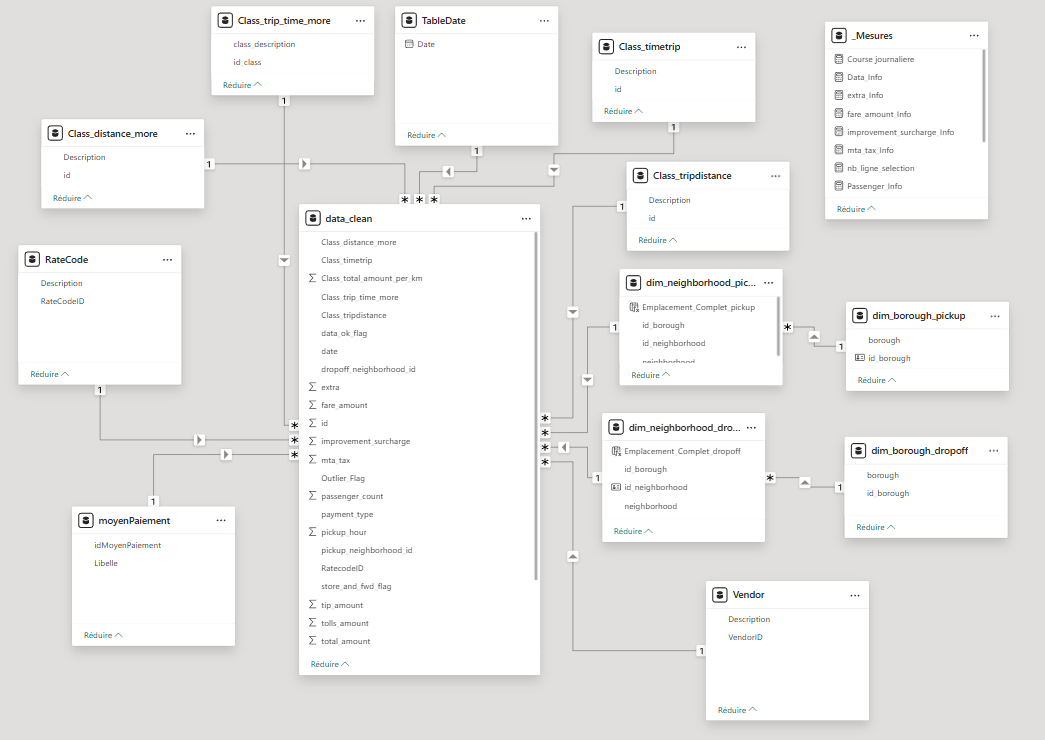 Class_trip_time_more
class_description
id_class
Réduire
TableDate
Date
Réduire
Class_timetrip
Description
id
Réduire
_Mesures
Course journaliere
Data_Info
extra_Info
fare_amount_Info
improvement_surcharge_Info
mta_tax_Info
nb_ligne_selection
Passenger_Info
Réduire
Class_distance_more
Description
id
Réduire
Class_tripdistance
Description
id
Réduire
data_clean
Class_distance_more
Class_timetrip
Class_total_amount_per_km
Class_trip_time_more
Class_tripdistance
data_ok_flag
date
dropoff_neighborhood_id
extra
fare_amount
id
improvement_surcharge
mta_tax
Outlier_Flag
passenger_count
payment_type
pickup_hour
pickup_neighborhood_id
RatecodeID
store_and_fwd_flag
tip_amount
tolls_amount
total_amount
Réduire
RateCode
Description
RateCodeID
Réduire
dim_neighborhood_pic...
Emplacement_Complet_pickup
id_borough
id_neighborhood
neighborhood
Réduire
dim_borough_pickup
borough
id_borough
Réduire
dim_neighborhood_dro...
Emplacement_Complet_dropoff
id_borough
id_neighborhood
neighborhood
Réduire
dim_borough_dropoff
borough
id_borough
Réduire
moyenPaiement
idMoyenPaiement
Libelle
Réduire
Vendor
Description
VendorID
Réduire
1
1
1
1
1
1
1
1
1
1
1
1
*
*
*
*
*
*
*
*
*
*
*
*